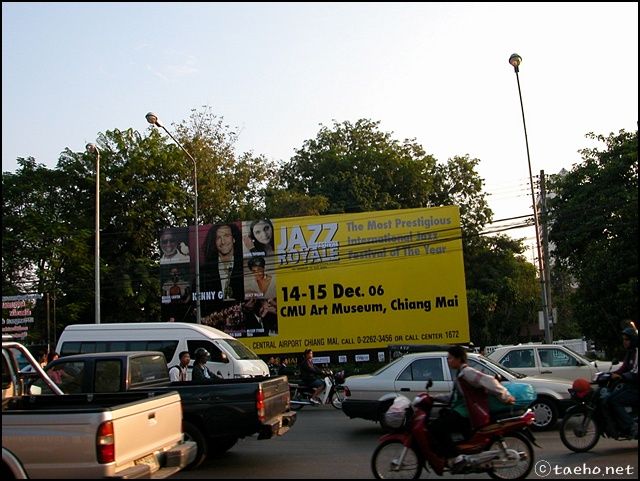 JAZZ
ROYALE
The Most Prestigious
International Jazz
Festival of the Year
KENNY G
14-15 Dec. 06
CMU Art Museum, Chiang Mai
CENTRAL AIRPORT CHIANG MAI, CALL 0-2262-3456 OR CALL CENTER 1672
©taeho.net